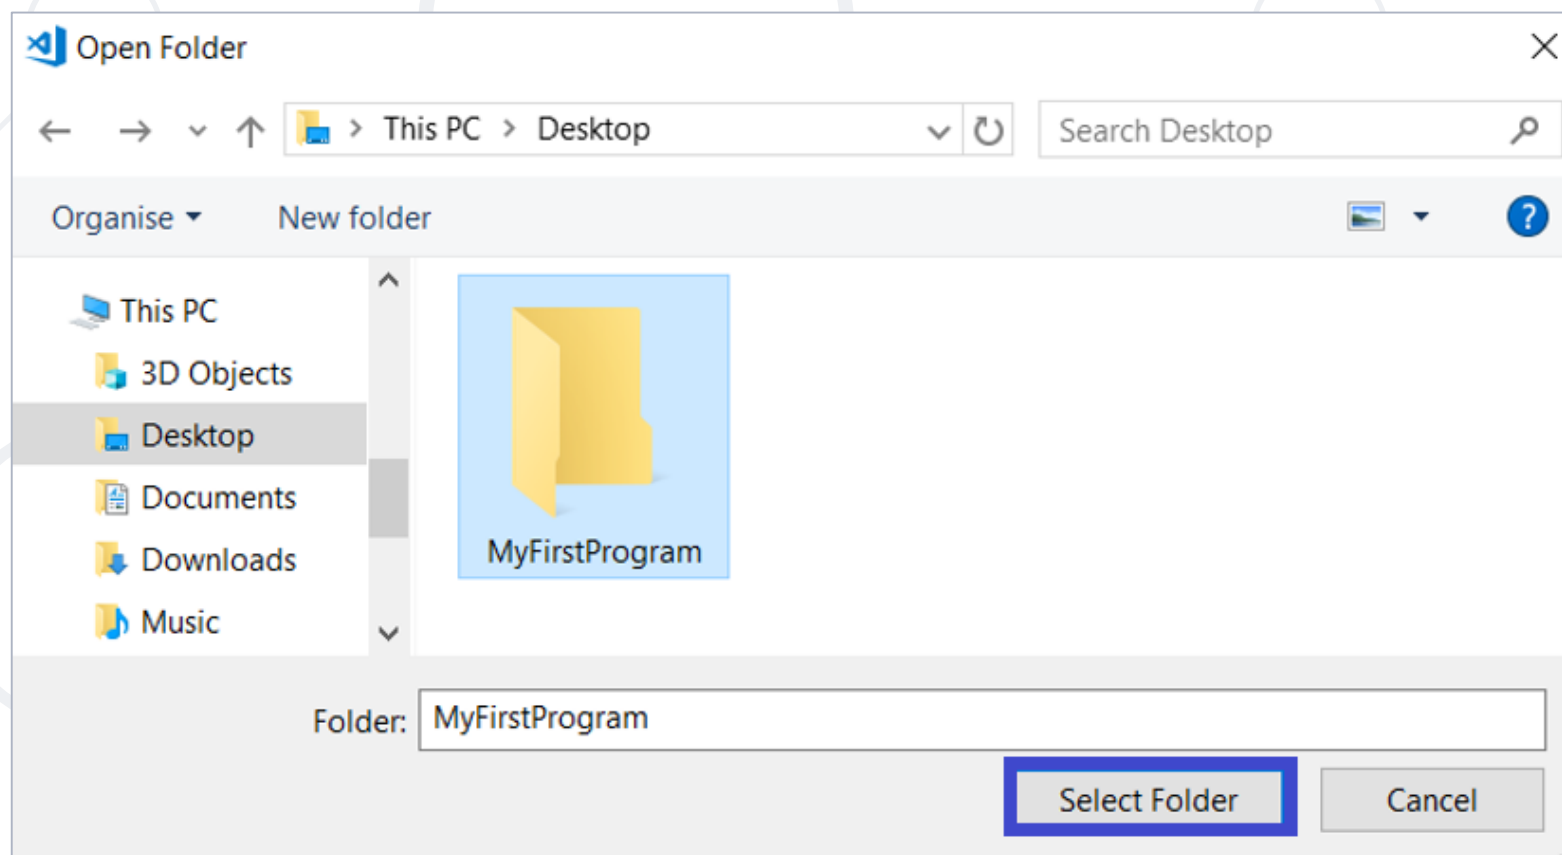 Open Folder
This PC > Desktop
Search Desktop
Organise
New folder
?
This PC
3D Objects
Desktop
Documents
Downloads
Music
MyFirstProgram
Folder: MyFirstProgram
Select Folder
Cancel